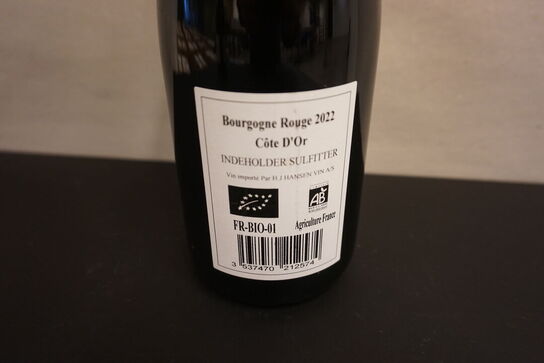 Bourgogne Rouge 2022
Côte D'Or
INDEHOLDER SULFITTER
Vin importé Par H.J HANSEN VIN A/S
AB
FR-BIO-01
Agriculture France
3 537470 212574